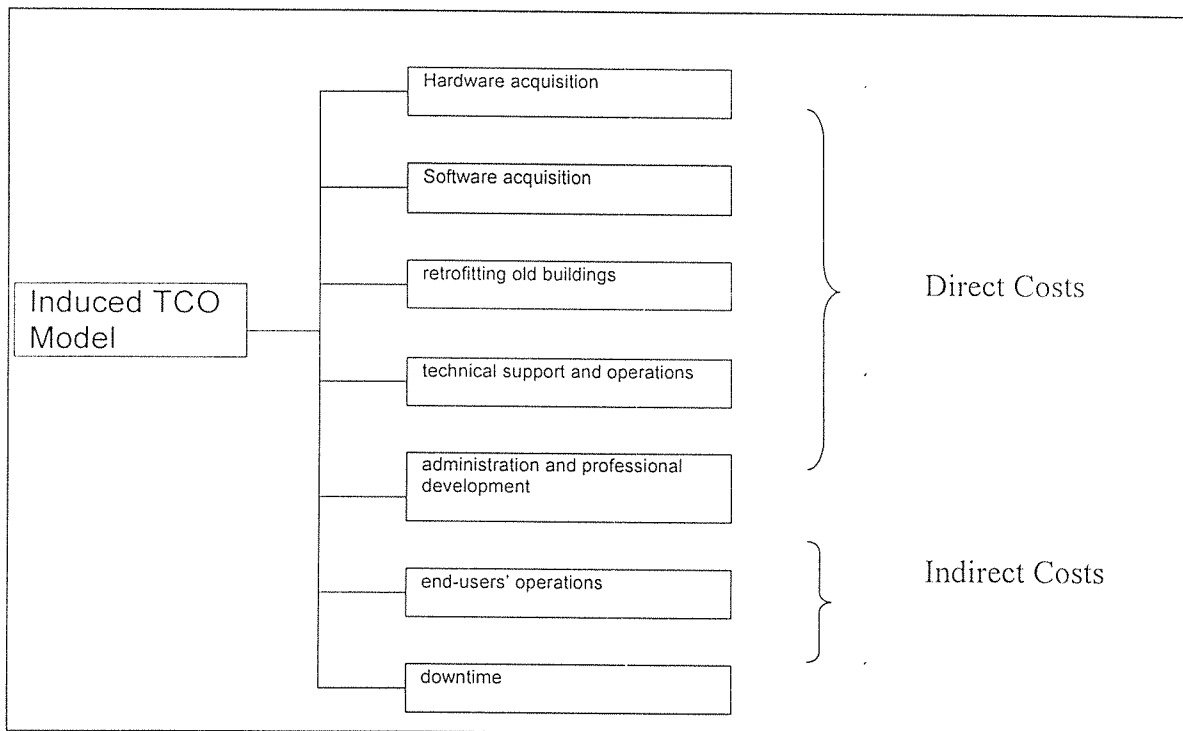 Hardware acquisition
Software acquisition
retrofitting old buildings
Induced TCO
Model
technical support and operations
administration and professional
development
end-users' operations
downtime
Direct Costs
Indirect Costs